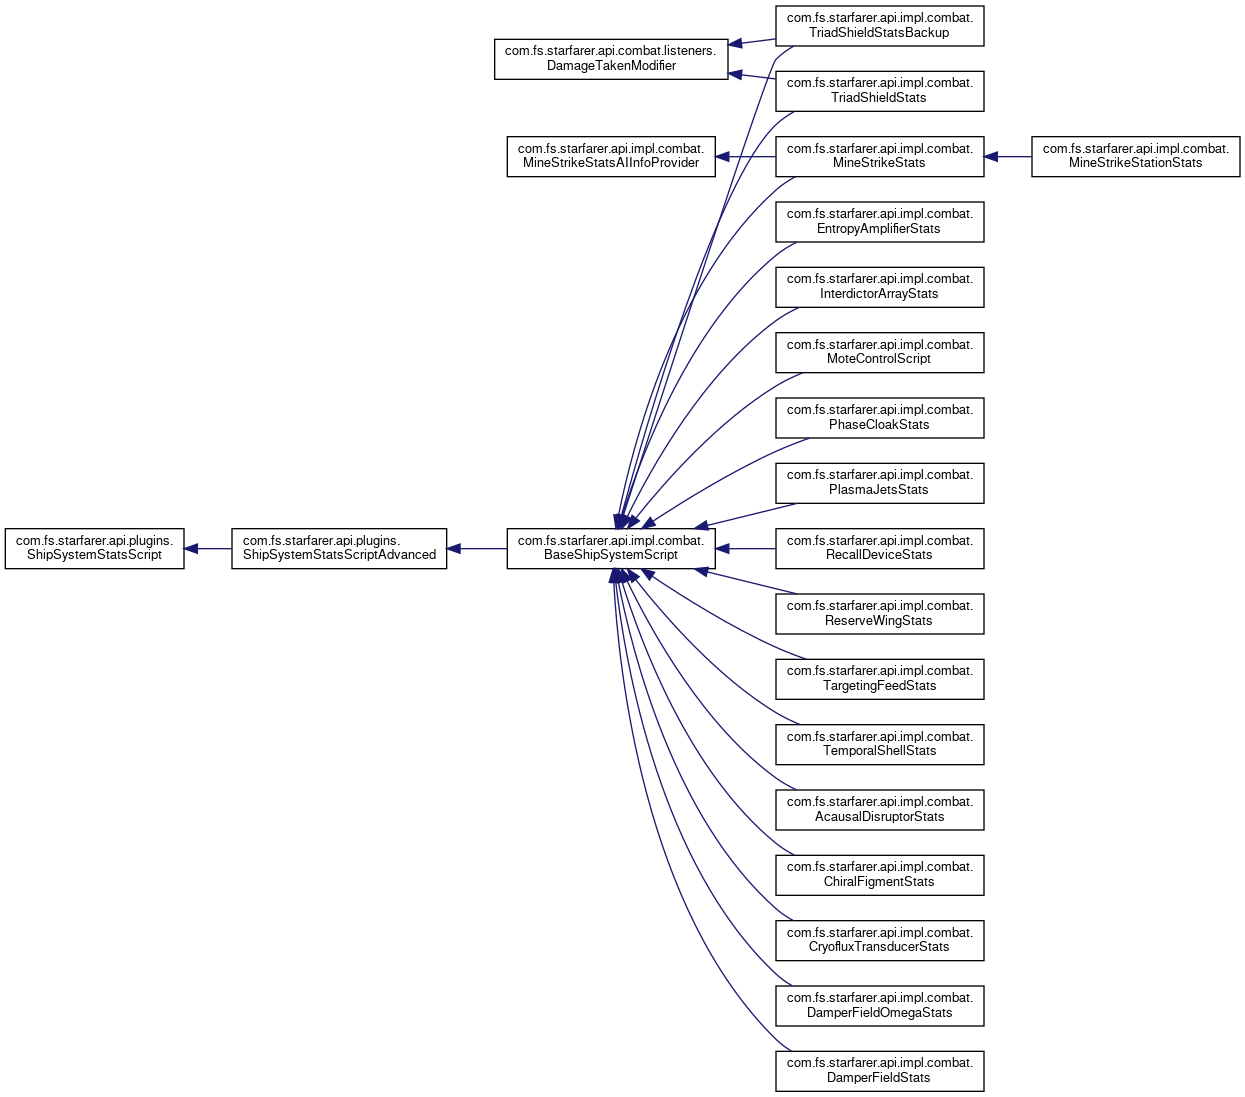 com.fs.starfarer.api.impl.combat.
TriadShieldStatsBackup
com.fs.starfarer.api.combat.listeners.
DamageTakenModifier
com.fs.starfarer.api.impl.combat.
TriadShieldStats
com.fs.starfarer.api.impl.combat.
MineStrikeStatsAIInfoProvider
com.fs.starfarer.api.impl.combat.
MineStrikeStats
com.fs.starfarer.api.impl.combat.
MineStrikeStationStats
com.fs.starfarer.api.impl.combat.
EntropyAmplifierStats
com.fs.starfarer.api.impl.combat.
InterdictorArrayStats
com.fs.starfarer.api.impl.combat.
MoteControlScript
com.fs.starfarer.api.impl.combat.
PhaseCloakStats
com.fs.starfarer.api.impl.combat.
PlasmaJetsStats
com.fs.starfarer.api.plugins.
ShipSystemStatsScript
com.fs.starfarer.api.plugins.
ShipSystemStatsScriptAdvanced
com.fs.starfarer.api.impl.combat.
BaseShipSystemScript
com.fs.starfarer.api.impl.combat.
RecallDeviceStats
com.fs.starfarer.api.impl.combat.
ReserveWingStats
com.fs.starfarer.api.impl.combat.
TargetingFeedStats
com.fs.starfarer.api.impl.combat.
TemporalShellStats
com.fs.starfarer.api.impl.combat.
AcausalDisruptorStats
com.fs.starfarer.api.impl.combat.
ChiralFigmentStats
com.fs.starfarer.api.impl.combat.
CryofluxTransducerStats
com.fs.starfarer.api.impl.combat.
DamperFieldOmegaStats
com.fs.starfarer.api.impl.combat.
DamperFieldStats